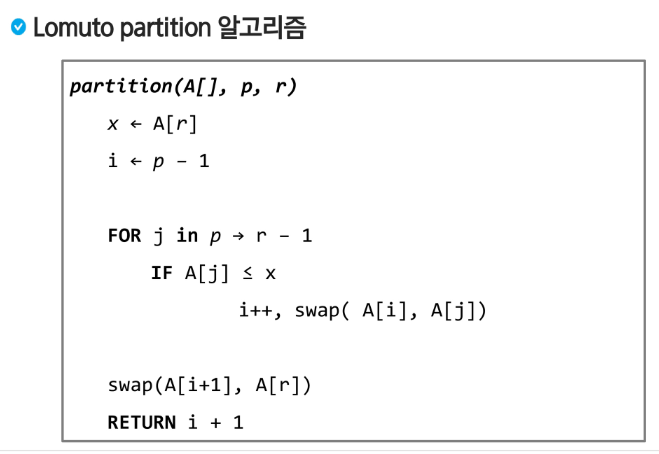 Lomuto partition 알고리즘
partition(A[], p, r)
x ← A[r]
i ← p – 1
FOR j in p → r – 1
IF A[j] ≤ x
i++, swap( A[i], A[j])
swap(A[i+1], A[r])
RETURN i + 1